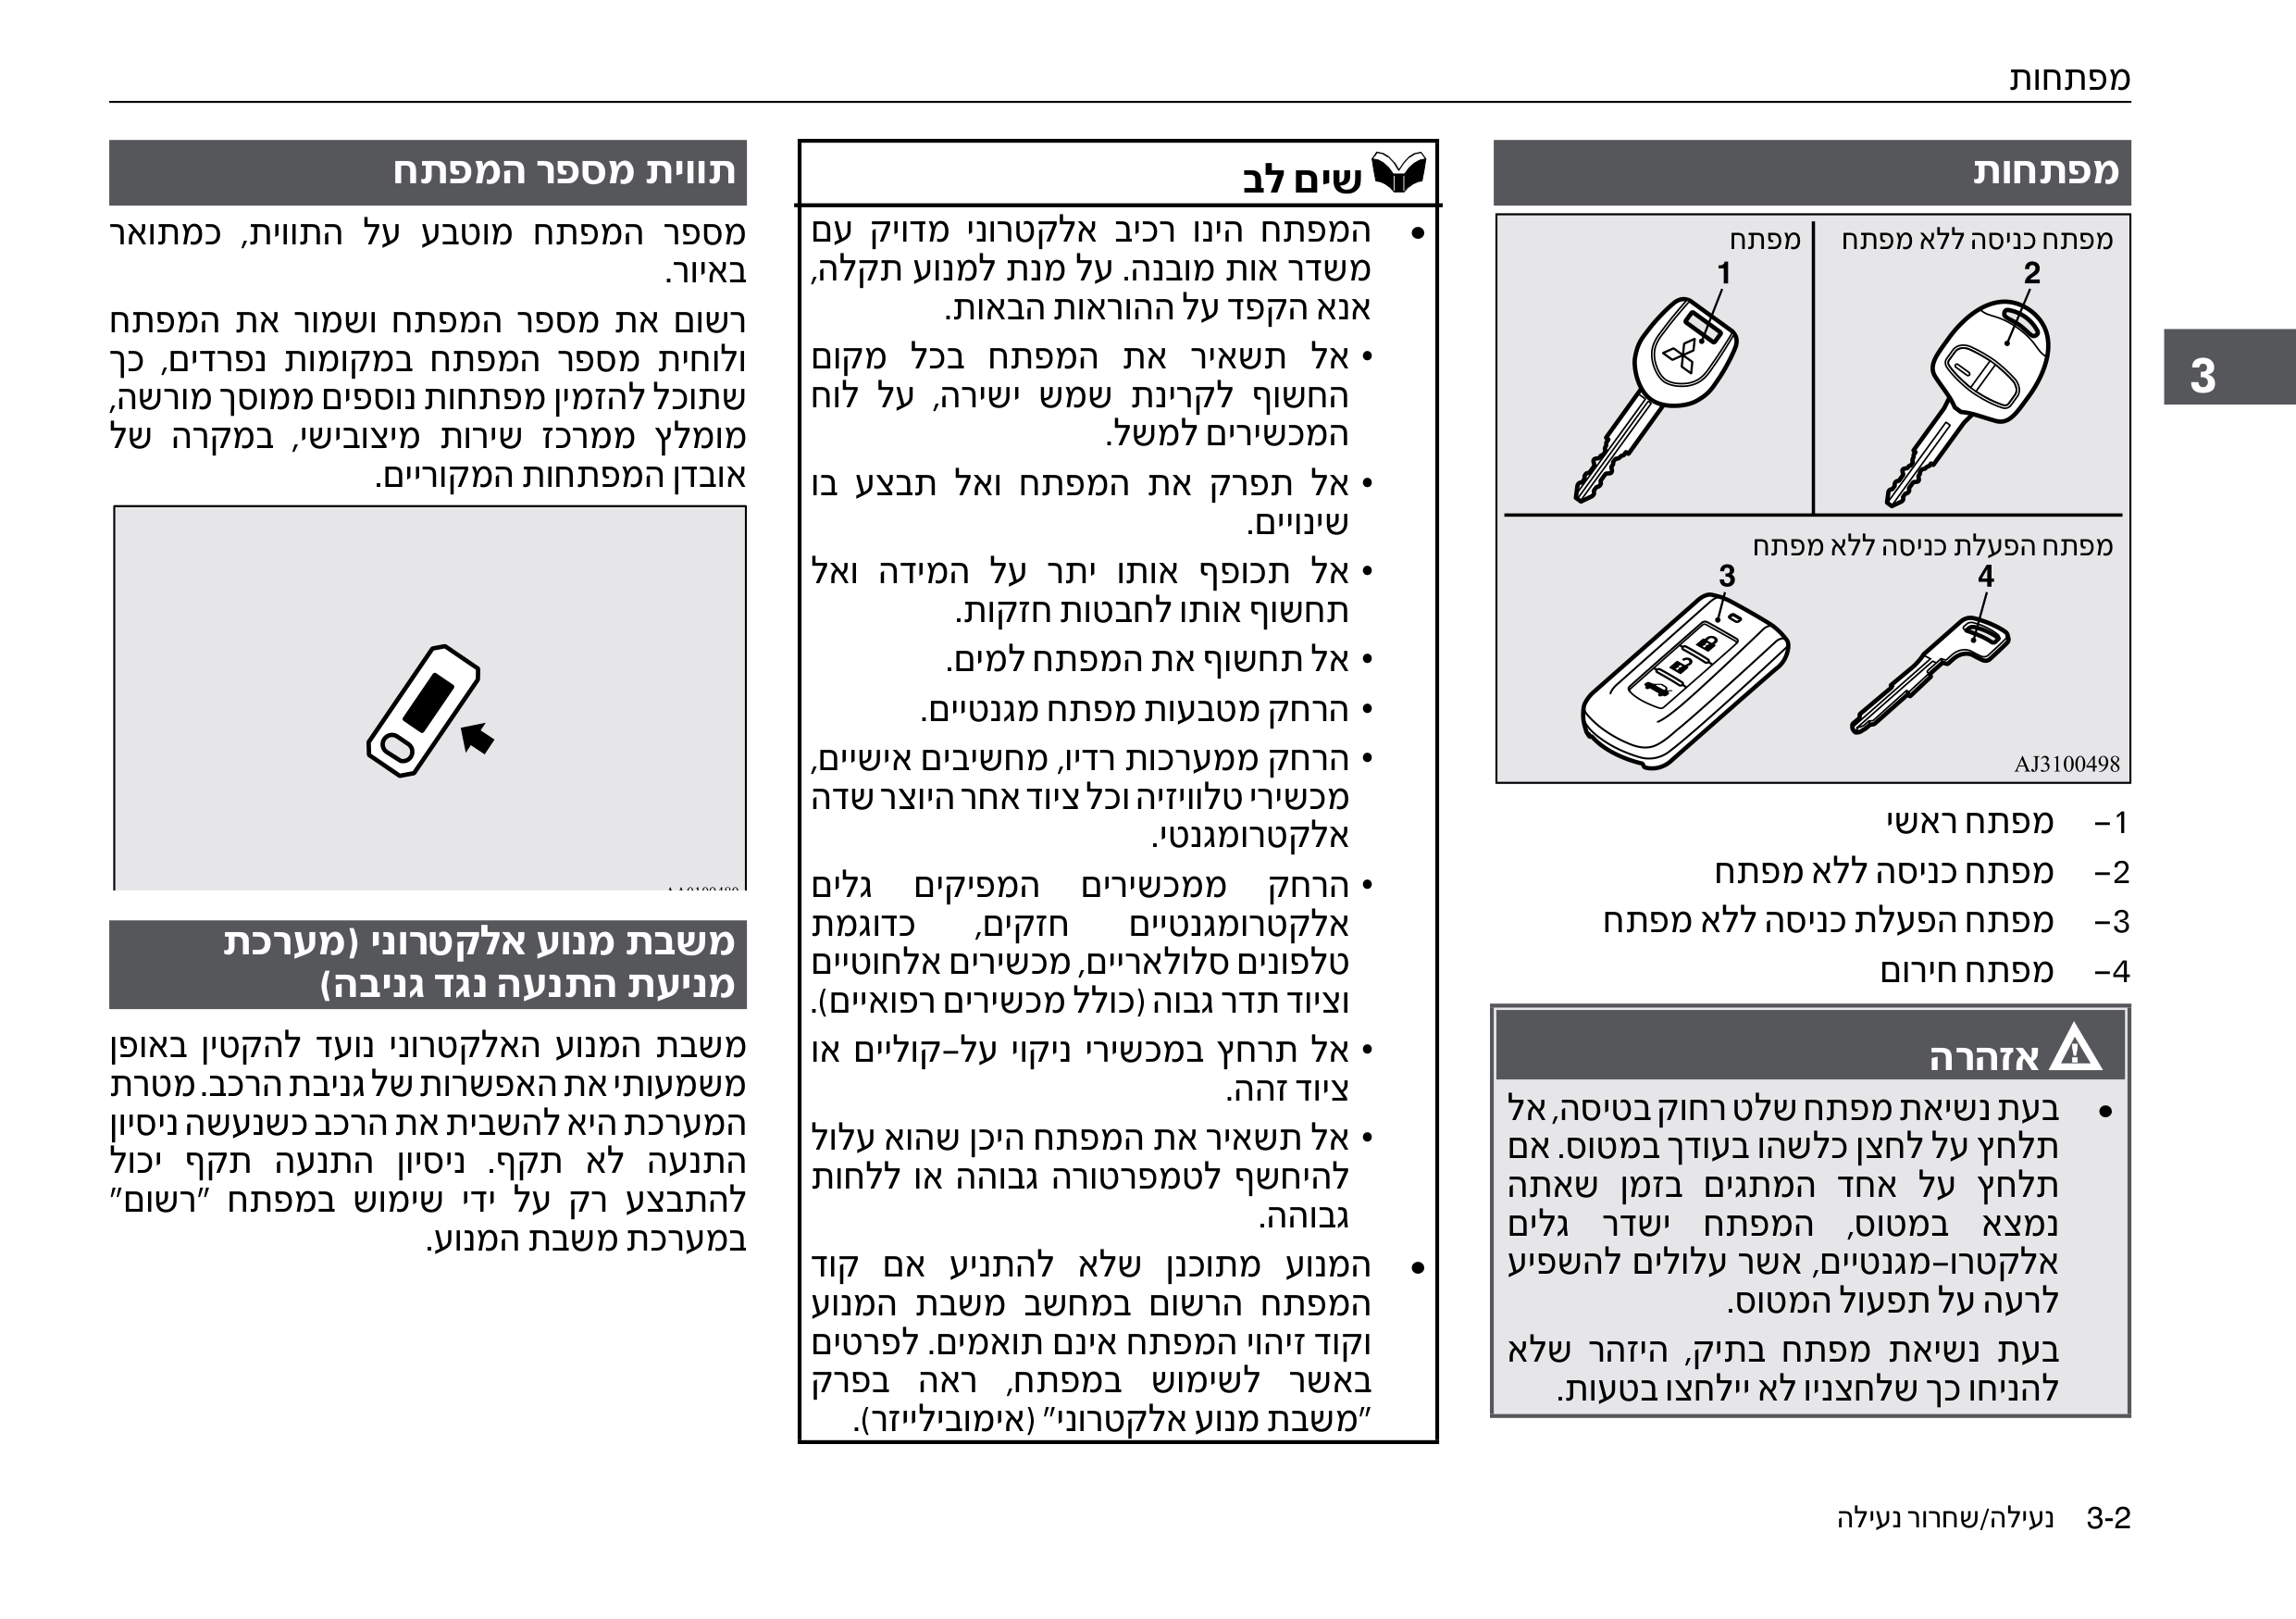 מפתחות
מפתחות
מפתח כניסה ללא מפתח
מפתח
2
1
מפתח הפעלת כניסה ללא מפתח
4
3
AJ3100498
1– מפתח ראשי
2– מפתח כניסה ללא מפתח
3– מפתח הפעלת כניסה ללא מפתח
4– מפתח חירום
אזהרה
● בעת נשיאת מפתח שלט רחוק בטיסה, אל
תלחץ על לחצן כלשהו בעודך במטוס. אם
תלחץ על אחד המתגים בזמן שאתה
נמצא במטוס, המפתח ישדר גלים
אלקטרו–מגנטיים, אשר עלולים להשפיע
לרעה על תפעול המטוס.
בעת נשיאת מפתח בתיק, היזהר שלא
להניחו כך שלחצניו לא יילחצו בטעות.
שים לב
● המפתח הינו רכיב אלקטרוני מדויק עם
משדר אות מובנה. על מנת למנוע תקלה,
אנא הקפד על ההוראות הבאות.
• אל תשאיר את המפתח בכל מקום
החשוף לקרינת שמש ישירה, על לוח
המכשירים למשל.
• אל תפרק את המפתח ואל תבצע בו
שינויים.
• אל תכופף אותו יתר על המידה ואל
תחשוף אותו לחבטות חזקות.
• אל תחשוף את המפתח למים.
• הרחק מטבעות מפתח מגנטיים.
• הרחק ממערכות רדיו, מחשיבים אישיים,
מכשירי טלוויזיה וכל ציוד אחר היוצר שדה
אלקטרומגנטי.
• הרחק ממכשירים המפיקים גלים
אלקטרומגנטיים חזקים, כדוגמת
טלפונים סלולאריים, מכשירים אלחוטיים
וציוד תדר גבוה (כולל מכשירים רפואיים).
• אל תרחץ במכשירי ניקוי על–קוליים או
ציוד זהה.
• אל תשאיר את המפתח היכן שהוא עלול
להיחשף לטמפרטורה גבוהה או ללחות
גבוהה.
● המנוע מתוכנן שלא להתניע אם קוד
המפתח הרשום במחשב משבת המנוע
וקוד זיהוי המפתח אינם תואמים. לפרטים
באשר לשימוש במפתח, ראה בפרק
"משבת מנוע אלקטרוני" (אימובילייזר).
תווית מספר המפתח
מספר המפתח מוטבע על התווית, כמתואר
באיור.
רשום את מספר המפתח ושמור את המפתח
ולוחית מספר המפתח במקומות נפרדים, כך
שתוכל להזמין מפתחות נוספים ממוסך מורשה,
מומלץ ממרכז שירות מיצובישי, במקרה של
אובדן המפתחות המקוריים.
משבת מנוע אלקטרוני (מערכת
מניעת התנעה נגד גניבה)
משבת המנוע האלקטרוני נועד להקטין באופן
משמעותי את האפשרות של גניבת הרכב. מטרת
המערכת היא להשבית את הרכב כשנעשה ניסיון
התנעה לא תקף. ניסיון התנעה תקף יכול
להתבצע רק על ידי שימוש במפתח "רשום"
במערכת משבת המנוע.
3
3-2 נעילה/שחרור נעילה